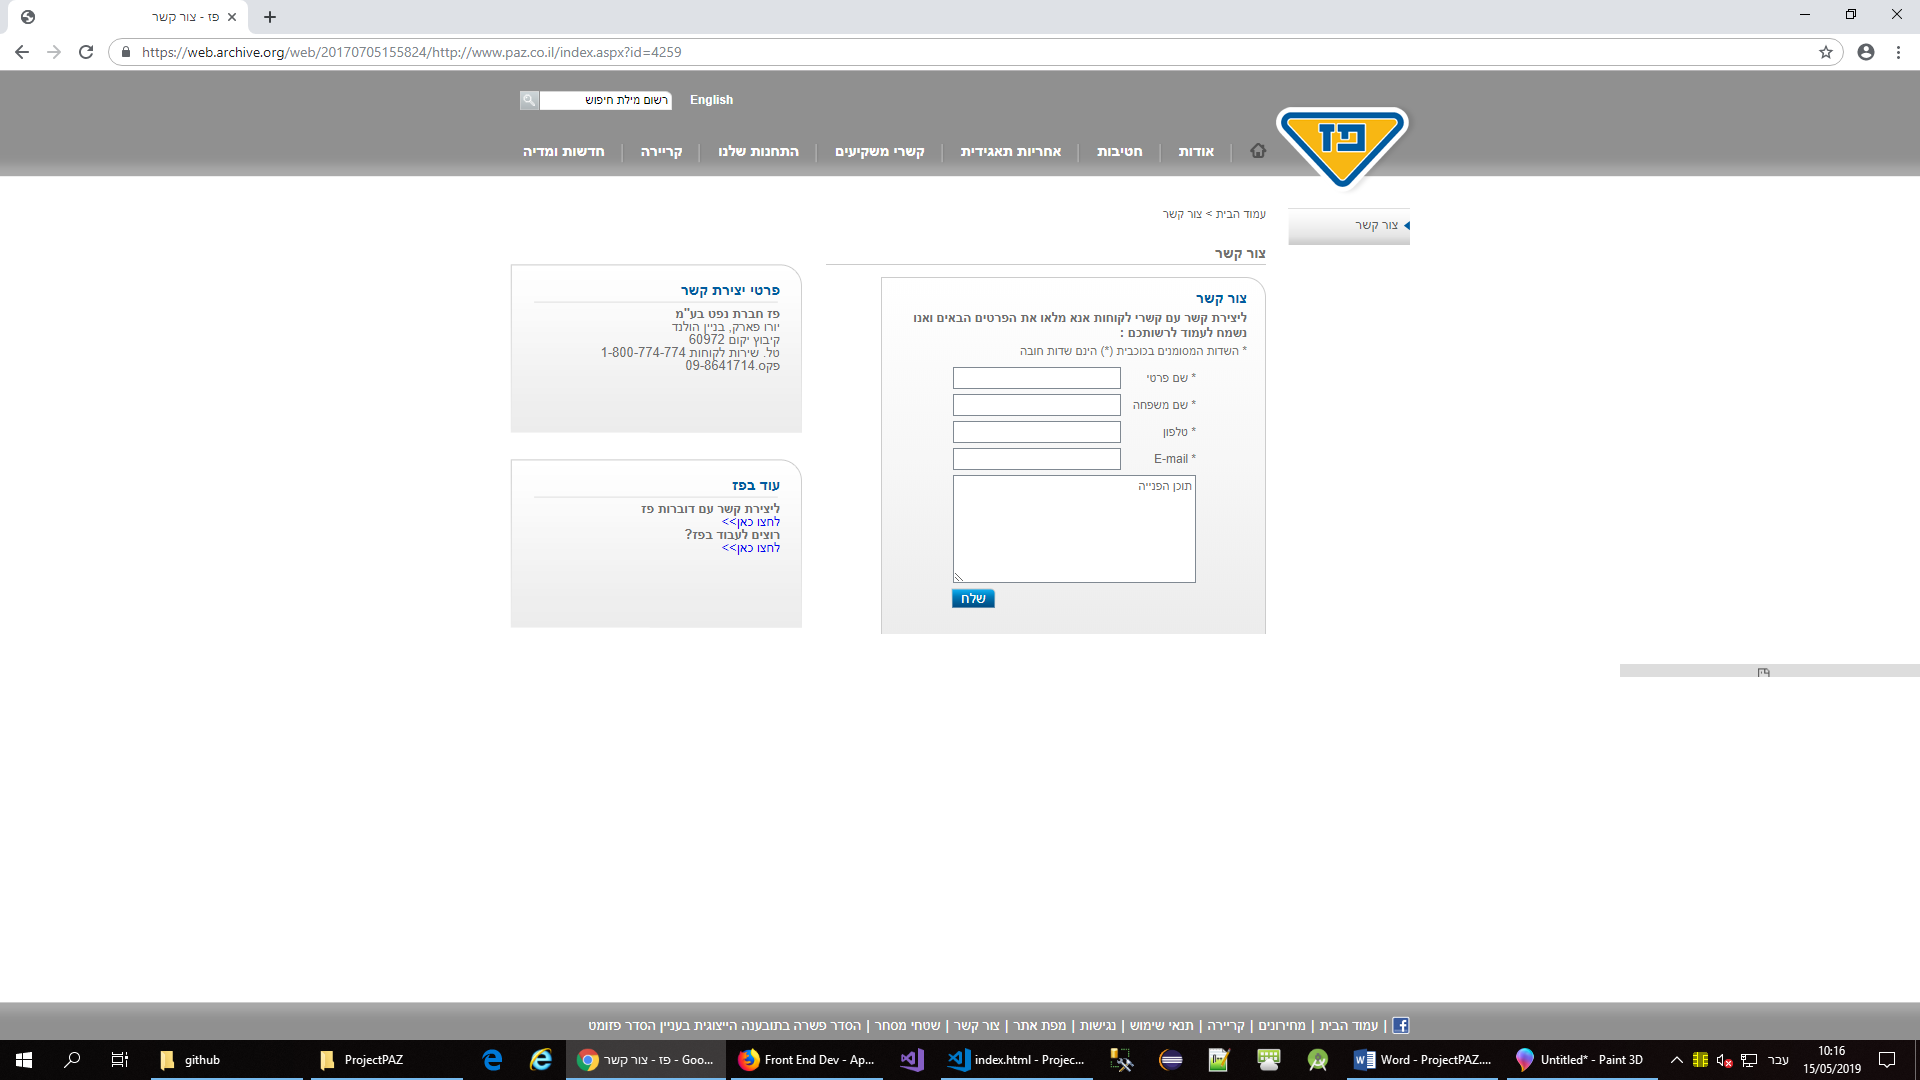 פז - צור קשר
https://web.archive.org/web/20170705155824/http://www.paz.co.il/index.aspx?id=4259
רשום מילת חיפוש
English
פז
אודות
חטיבות
אחריות תאגידית
קשרי משקיעים
התחנות שלנו
קריירה
חדשות ומדיה
צור קשר
עמוד הבית > צור קשר
צור קשר
צור קשר
ליצירת קשר עם קשרי לקוחות אנא מלאו את הפרטים הבאים ואנו
נשמח לעמוד לרשותכם :
* השדות המסומנים בכוכבית (*) הינם שדות חובה
* שם פרטי
* שם משפחה
* טלפון
* E-mail
תוכן הפנייה
שלח
פרטי יצירת קשר
פז חברת נפט בע"מ
יורו פארק, בניין הולנד
קיבוץ יקום 60972
טל. שירות לקוחות 1-800-774-774
פקס.09-8641714
עוד בפז
ליצירת קשר עם דוברות פז
לחצו כאן>>
רוצים לעבוד בפז?
לחצו כאן>>
| עמוד הבית | מחירונים | קריירה | תנאי שימוש | נגישות | מפת אתר | צור קשר | שטחי מסחר | הסדר פשרה בתובענה הייצוגית בעניין הסדר פזומט
github
ProjectPAZ
פז - צור קשר - Goo...
Front End Dev - Ap...
index.html - Projec...
Word - ProjectPAZ....
Untitled* - Paint 3D
עבר
10:16
15/05/2019